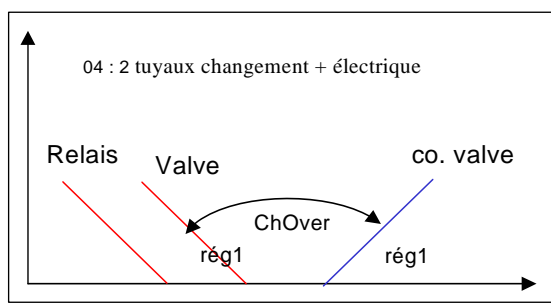 04 : 2 tuyaux changement + électrique
Relais
Valve
co. valve
ChOver
rég1
rég1